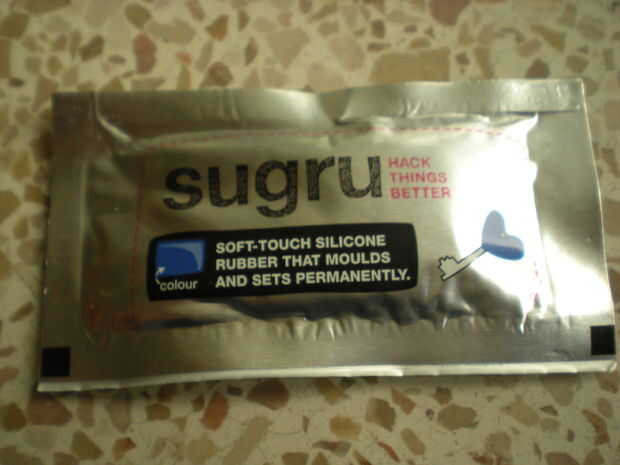 sugru
HACK
THINGS
BETTER
SOFT-TOUCH SILICONE
RUBBER THAT MOULDS
AND SETS PERMANENTLY.
colour